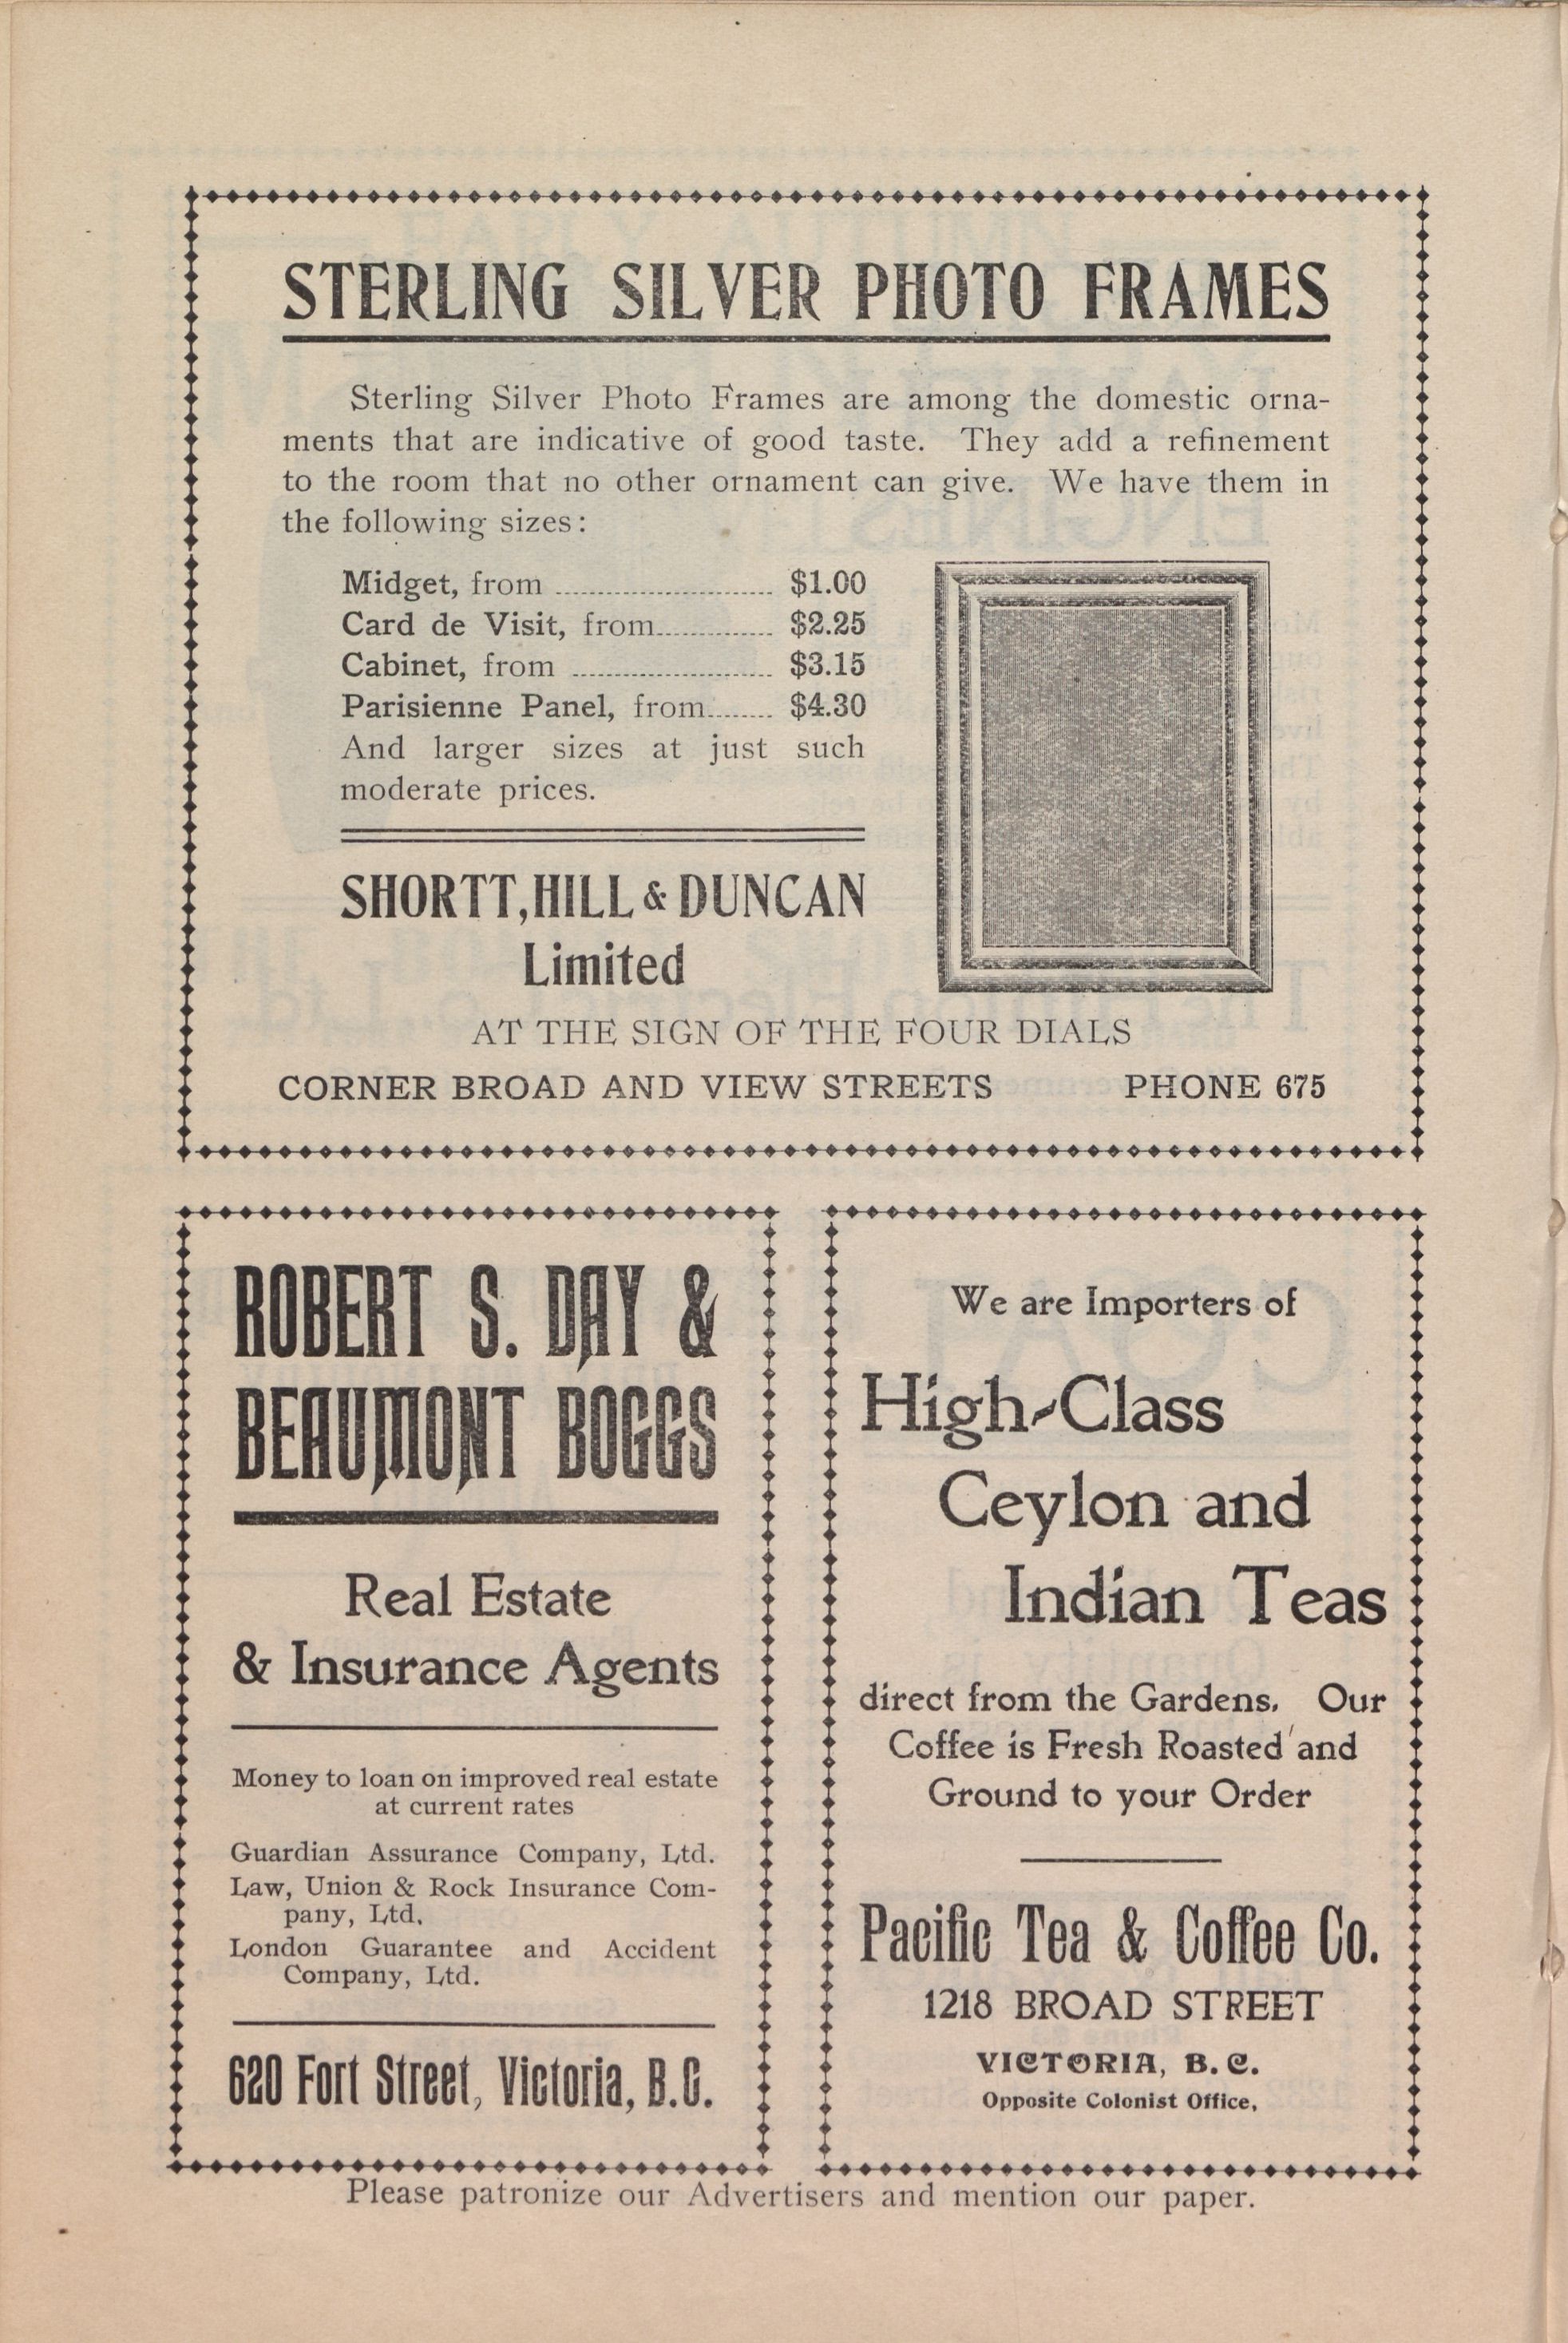 STERLING SILVER PHOTO FRAMES
Sterling Silver Photo Frames are among the domestic orna-
ments that are indicative of good taste. They add a refinement
to the room that no other ornament can give. We have them in
the following sizes:
Midget, from ........................ $1.00
Card de Visit, from.............. $2.25
Cabinet, from ........................ $3.15
Parisienne Panel, from........ $4.30
And larger sizes at just such
moderate prices.
SHORTT, HILL & DUNCAN
Limited
AT THE SIGN OF THE FOUR DIALS
CORNER BROAD AND VIEW STREETS PHONE 675
ROBERT S. DAY &
BEAUMONT BOGGS
Real Estate
& Insurance Agents
Money to loan on improved real estate
at current rates
Guardian Assurance Company, Ltd.
Law, Union & Rock Insurance Com-
pany, Ltd.
London Guarantee and Accident
Company, Ltd.
620 Fort Street, Victoria, B.C.
We are Importers of
High-Class
Ceylon and
Indian Teas
direct from the Gardens. Our
Coffee is Fresh Roasted and
Ground to your Order
Pacific Tea & Coffee Co.
1218 BROAD STREET
VICTORIA, B. C.
Opposite Colonist Office.
Please patronize our Advertisers and mention our paper.